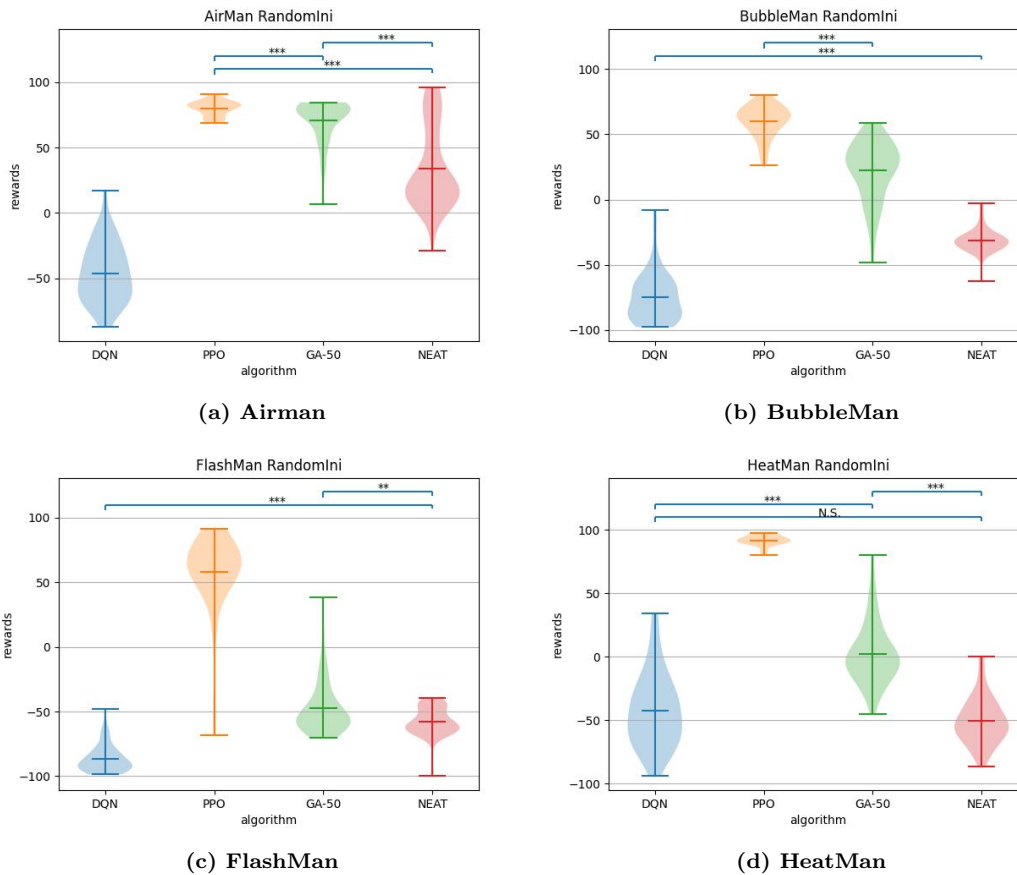 AirMan RandomIni
***
***
***
100
50
0
−50
rewards
DQN
PPO
GA-50
NEAT
algorithm
(a) Airman
BubbleMan RandomIni
***
***
100
50
0
−50
−100
rewards
DQN
PPO
GA-50
NEAT
algorithm
(b) BubbleMan
FlashMan RandomIni
**
***
100
50
0
−50
−100
rewards
DQN
PPO
GA-50
NEAT
algorithm
(c) FlashMan
HeatMan RandomIni
***
***
N.S.
100
50
0
−50
−100
rewards
DQN
PPO
GA-50
NEAT
algorithm
(d) HeatMan